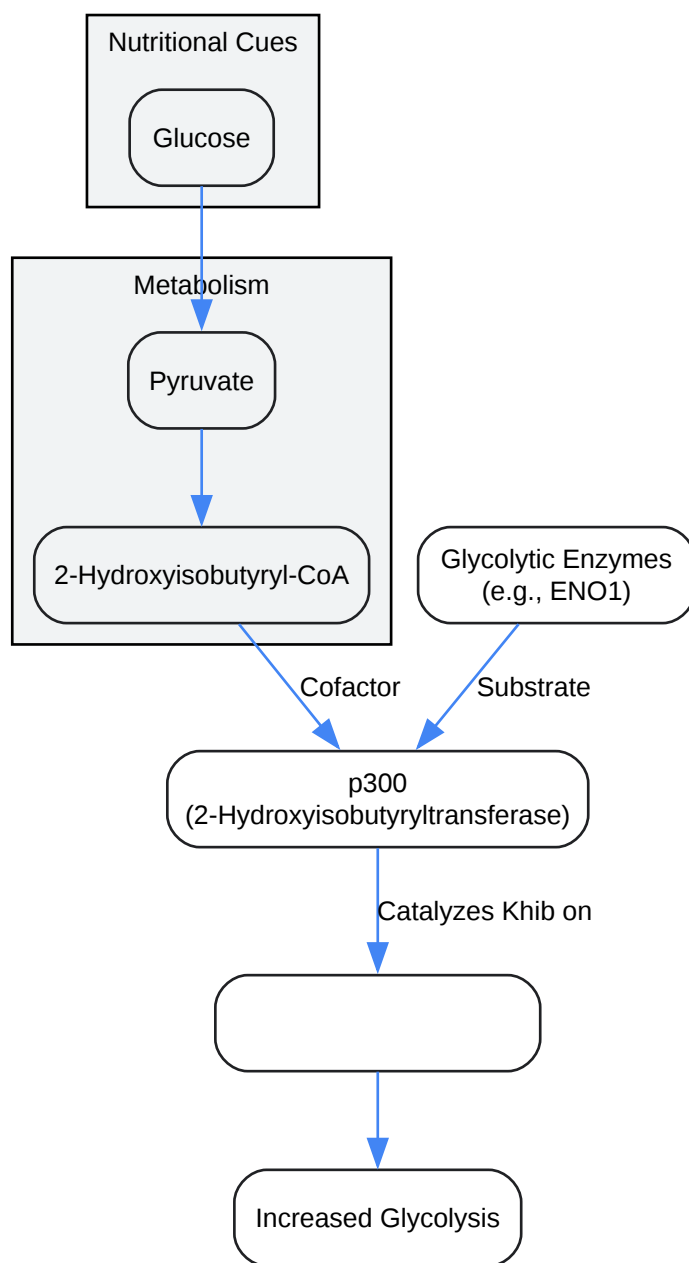 Nutritional Cues
Glucose
Metabolism
Pyruvate
2-Hydroxyisobutyryl-CoA
Glycolytic Enzymes
(e.g., ENO1)
Cofactor
Substrate
p300
(2-Hydroxyisobutyryltransferase)
Catalyzes Khib on
Increased Glycolysis